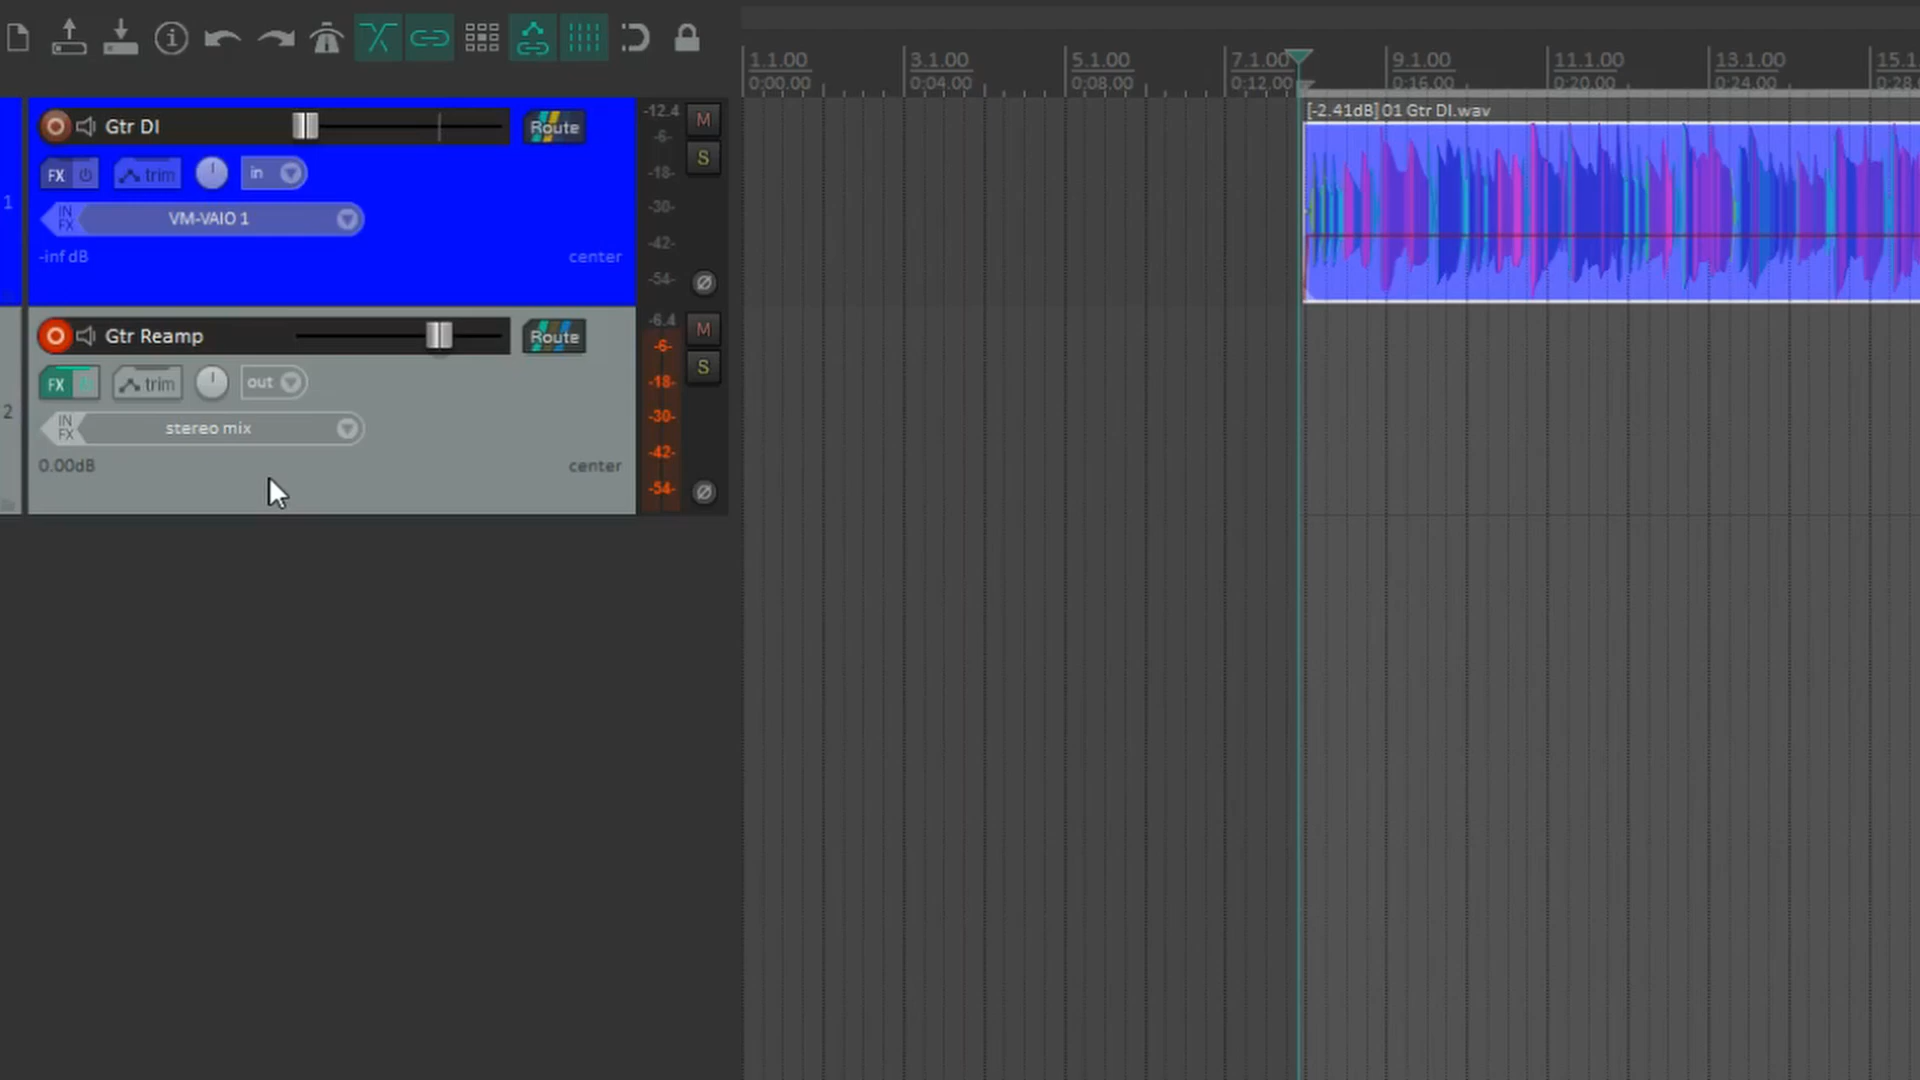 1.1.00 3.1.00 5.1.00 7.1.00 9.1.00 11.1.00 13.1.00 15.1
0:00.00 0:04.00 0:08.00 0:12.00 0:16.00 0:20.00 0:24.00 0:28
[-2.41dB] 01 Gtr DI.wav
1
Gtr DI
Route
FX trim in
IN FX VM-VAIO 1
-inf dB center
-12.4
-6-
-18-
-30-
-42-
-54-
M
S
2
Gtr Reamp
Route
FX trim out
IN FX stereo mix
0.00dB center
-6.4
-6-
-18-
-30-
-42-
-54-
M
S